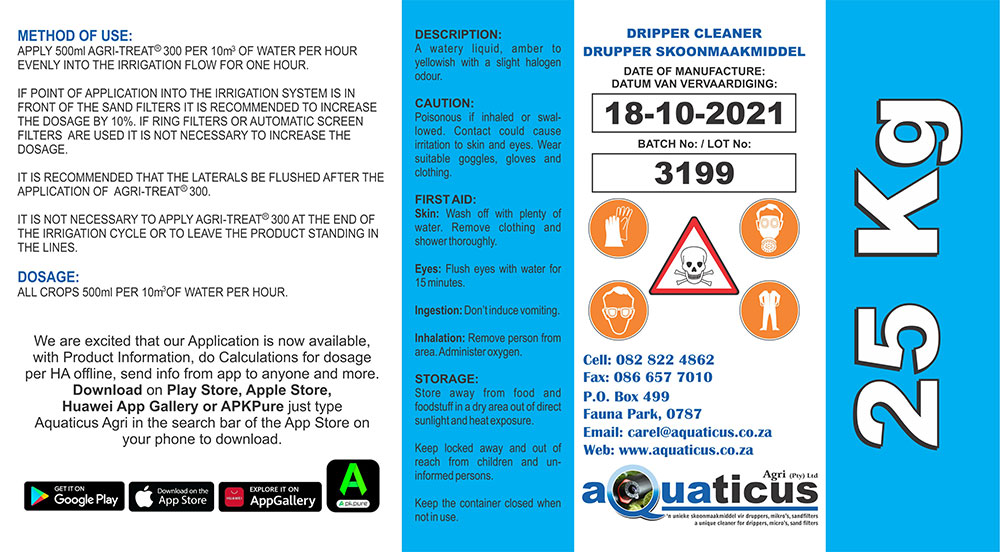 METHOD OF USE:
APPLY 500ml AGRI-TREAT® 300 PER 10m³ OF WATER PER HOUR
EVENLY INTO THE IRRIGATION FLOW FOR ONE HOUR.
IF POINT OF APPLICATION INTO THE IRRIGATION SYSTEM IS IN
FRONT OF THE SAND FILTERS IT IS RECOMMENDED TO INCREASE
THE DOSAGE BY 10%. IF RING FILTERS OR AUTOMATIC SCREEN
FILTERS ARE USED IT IS NOT NECESSARY TO INCREASE THE
DOSAGE.
IT IS RECOMMENDED THAT THE LATERALS BE FLUSHED AFTER THE
APPLICATION OF AGRI-TREAT® 300.
IT IS NOT NECESSARY TO APPLY AGRI-TREAT® 300 AT THE END OF
THE IRRIGATION CYCLE OR TO LEAVE THE PRODUCT STANDING IN
THE LINES.
DOSAGE:
ALL CROPS 500ml PER 10m³OF WATER PER HOUR.
We are excited that our Application is now available,
with Product Information, do Calculations for dosage
per HA offline, send info from app to anyone and more.
Download on Play Store, Apple Store,
Huawei App Gallery or APKPure just type
Aquaticus Agri in the search bar of the App Store on
your phone to download.
GET IT ON
Google Play
Download on the
App Store
HUAWEI
EXPLORE IT ON
AppGallery
A
apkpure
DESCRIPTION:
A watery liquid, amber to
yellowish with a slight halogen
odour.
CAUTION:
Poisonous if inhaled or swal-
lowed. Contact could cause
irritation to skin and eyes. Wear
suitable goggles, gloves and
clothing.
FIRST AID:
Skin: Wash off with plenty of
water. Remove clothing and
shower thoroughly.
Eyes: Flush eyes with water for
15 minutes.
Ingestion: Don't induce vomiting.
Inhalation: Remove person from
area. Administer oxygen.
STORAGE:
Store away from food and
foodstuff in a dry area out of direct
sunlight and heat exposure.
Keep locked away and out of
reach from children and un-
informed persons.
Keep the container closed when
not in use.
DRIPPER CLEANER
DRUPPER SKOONMAAKMIDDEL
DATE OF MANUFACTURE:
DATUM VAN VERVAARDIGING:
18-10-2021
BATCH No: / LOT No:
3199
Cell: 082 822 4862
Fax: 086 657 7010
P.O. Box 499
Fauna Park, 0787
Email: carel@aquaticus.co.za
Web: www.aquaticus.co.za
Agri (Pty) Ltd
aQuaticus
'n unieke skoonmaakmiddel vir druppers, mikro's, sandfilters
a unique cleaner for drippers, micro's, sand filters
25 Kg